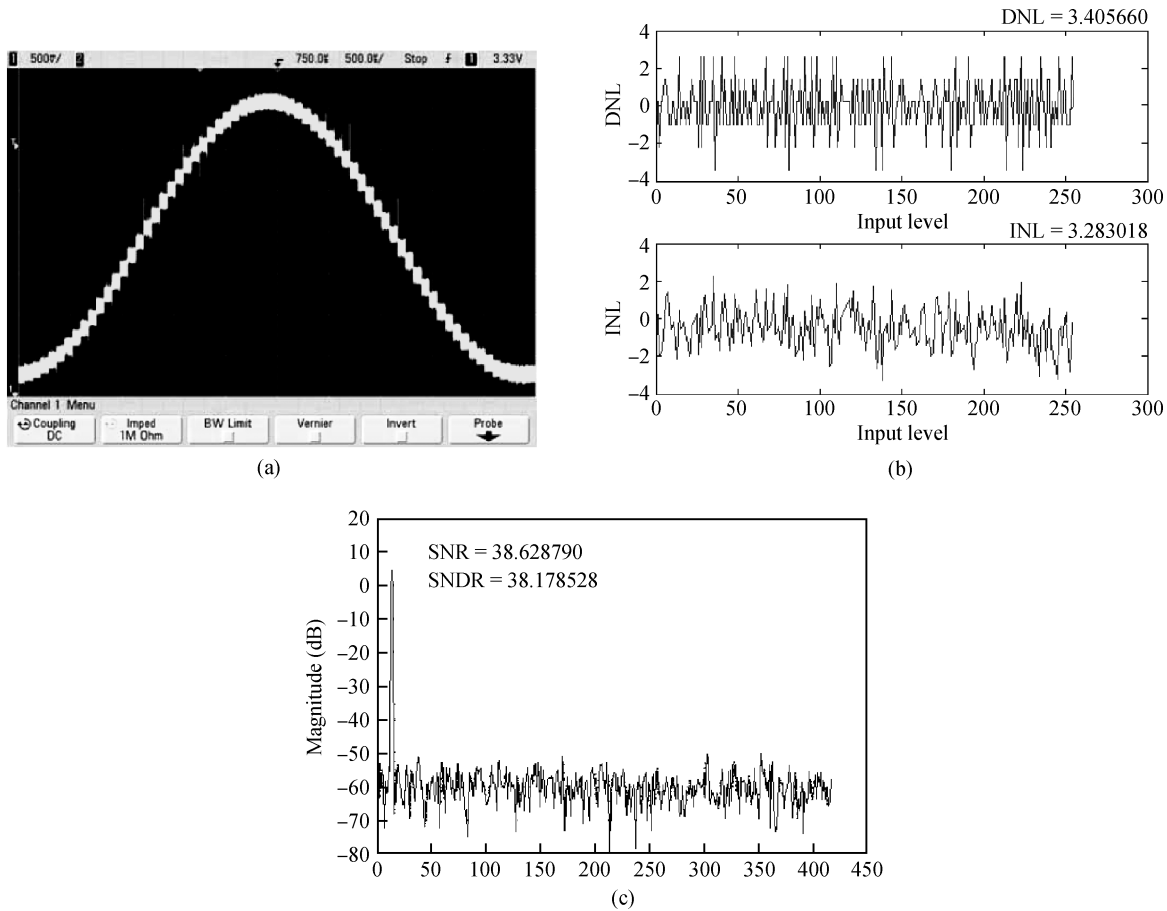 1 500▽/ 2 750.0% 500.0%/ Stop 1 3.33V
Channel 1 Menu
Coupling
DC
Imped
1M Ohm
BW Limit
Vernier
Invert
Probe
(a)
DNL = 3.405660
4
2
0
−2
−4
DNL
0 50 100 150 200 250 300
Input level
INL = 3.283018
4
2
0
−2
−4
INL
0 50 100 150 200 250 300
Input level
(b)
20
10
0
−10
−20
−30
−40
−50
−60
−70
−80
Magnitude (dB)
SNR = 38.628790
SNDR = 38.178528
0 50 100 150 200 250 300 350 400 450
(c)